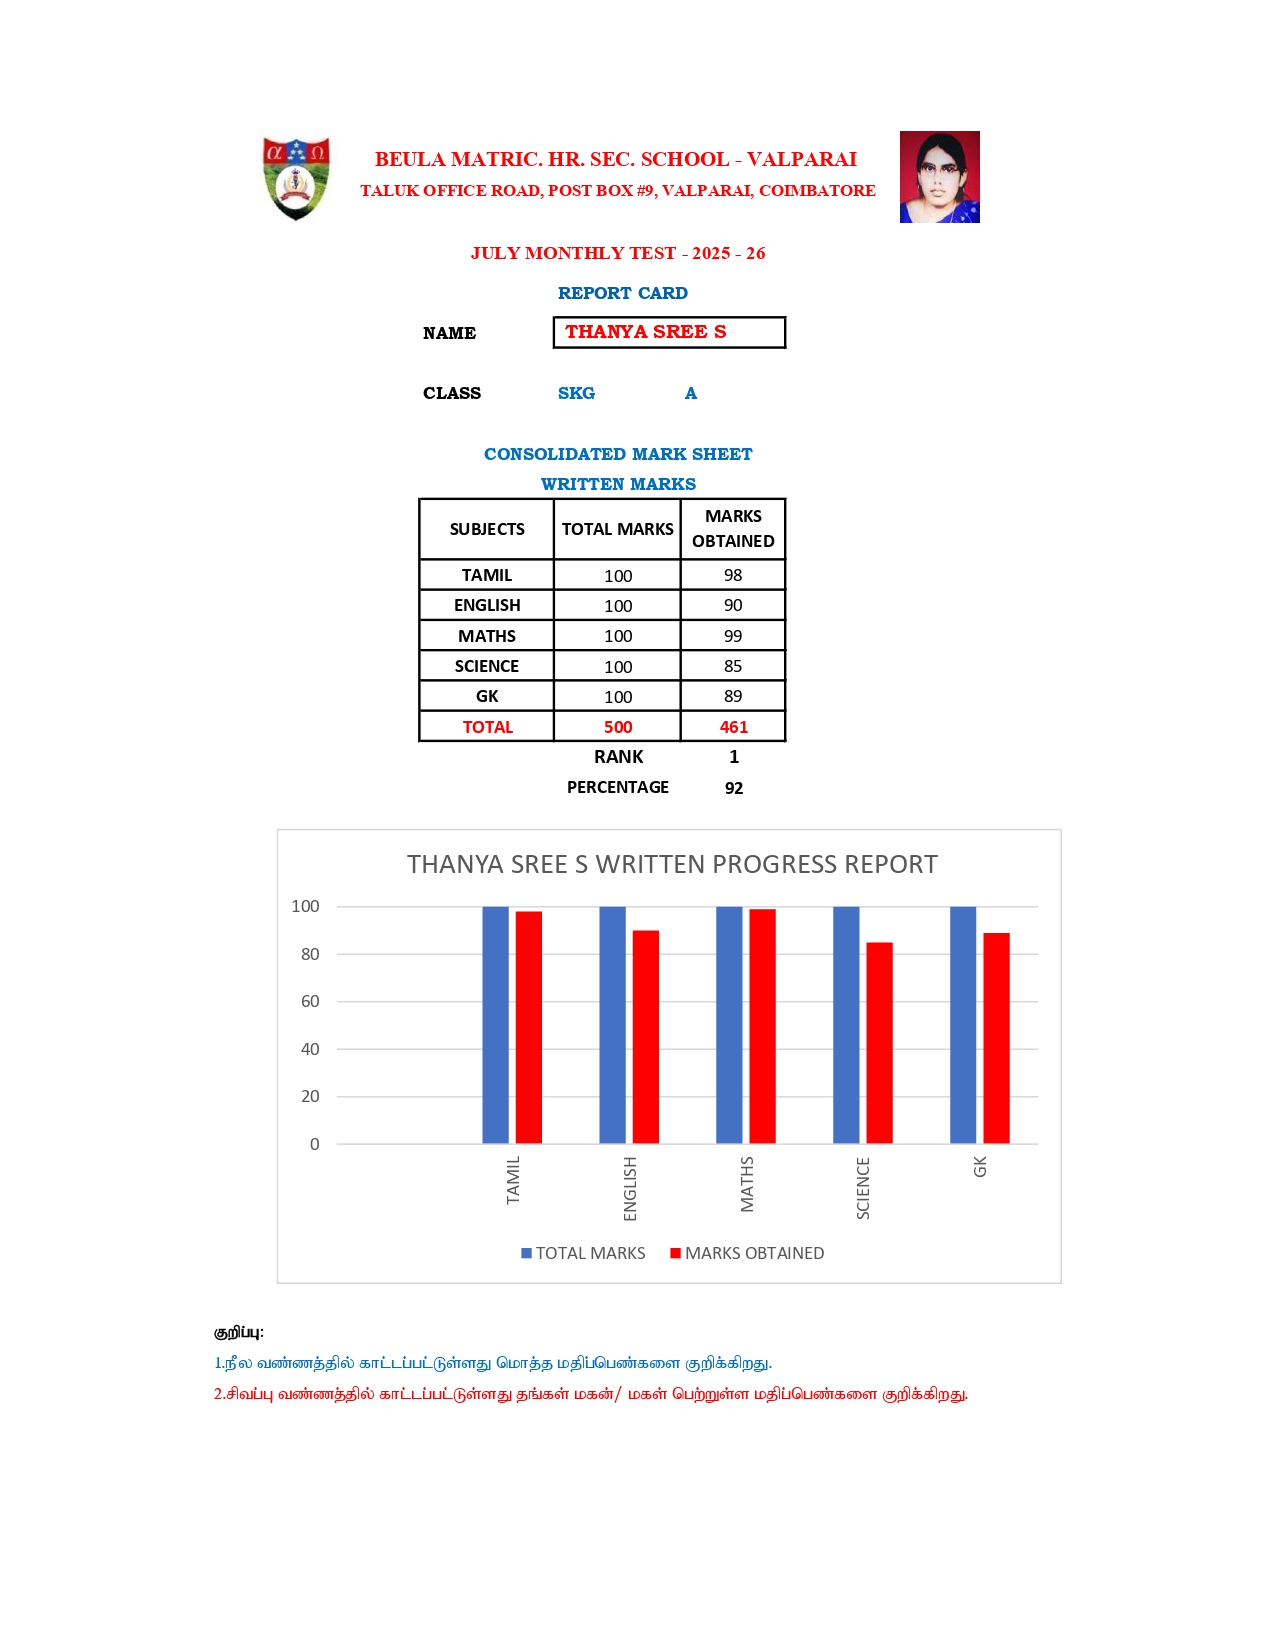 α Ω
BEULA MATRIC. HR. SEC. SCHOOL - VALPARAI
TALUK OFFICE ROAD, POST BOX #9, VALPARAI, COIMBATORE
JULY MONTHLY TEST - 2025 - 26
REPORT CARD
NAME THANYA SREE S
CLASS SKG A
CONSOLIDATED MARK SHEET
WRITTEN MARKS
SUBJECTS TOTAL MARKS MARKS OBTAINED
TAMIL 100 98
ENGLISH 100 90
MATHS 100 99
SCIENCE 100 85
GK 100 89
TOTAL 500 461
RANK 1
PERCENTAGE 92
THANYA SREE S WRITTEN PROGRESS REPORT
100
80
60
40
20
0
TAMIL ENGLISH MATHS SCIENCE GK
TOTAL MARKS MARKS OBTAINED
குறிப்பு:
1.நீல வண்ணத்தில் காட்டப்பட்டுள்ளது மொத்த மதிப்பெண்களை குறிக்கிறது.
2.சிவப்பு வண்ணத்தில் காட்டப்பட்டுள்ளது தங்கள் மகன்/ மகள் பெற்றுள்ள மதிப்பெண்களை குறிக்கிறது.